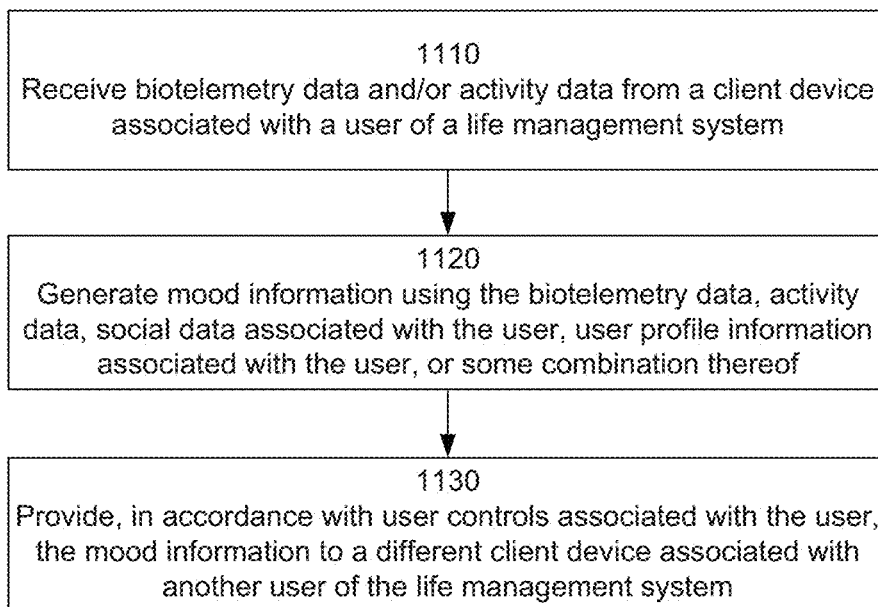 1110
Receive biotelemetry data and/or activity data from a client device
associated with a user of a life management system
1120
Generate mood information using the biotelemetry data, activity
data, social data associated with the user, user profile information
associated with the user, or some combination thereof
1130
Provide, in accordance with user controls associated with the user,
the mood information to a different client device associated with
another user of the life management system